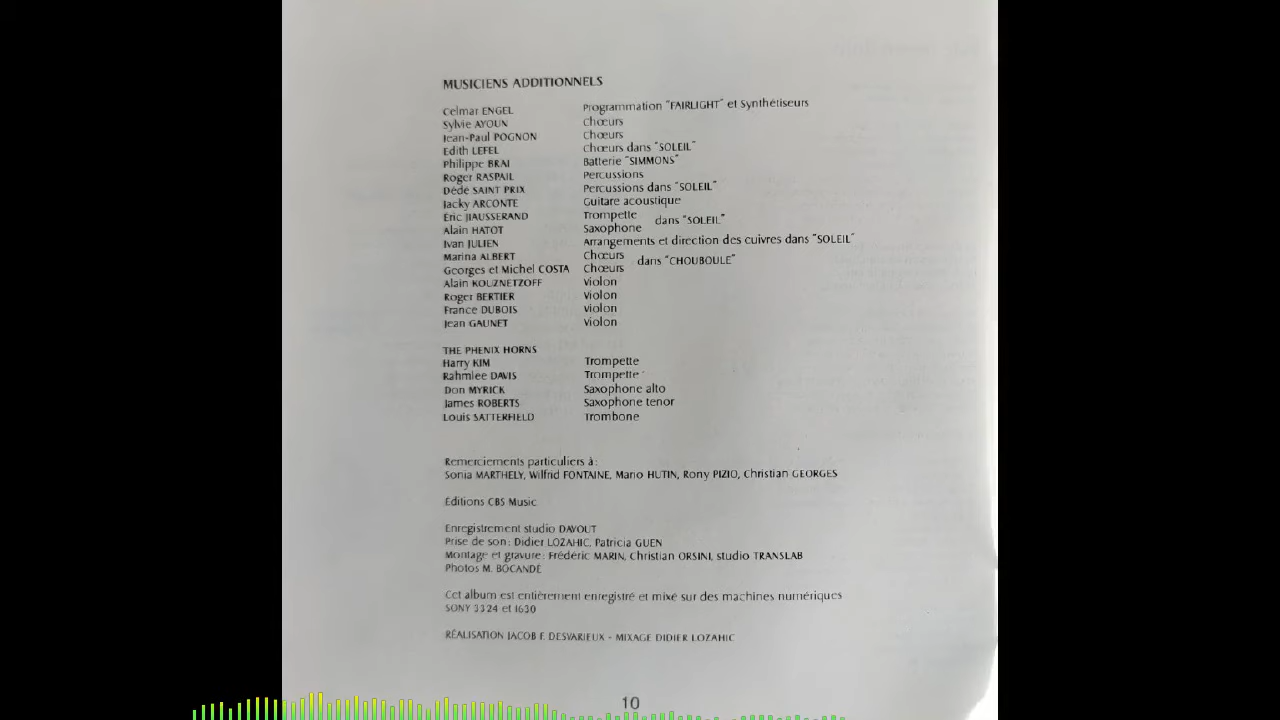 MUSICIENS ADDITIONNELS
Celmar ENGEL Programmation "FAIRLIGHT" et Synthétiseurs
Sylvie AYOUN Chœurs
Jean-Paul POGNON Chœurs
Edith LEFEL Chœurs dans "SOLEIL"
Philippe BRAI Batterie "SIMMONS"
Roger RASPAIL Percussions
Dédé SAINT PRIX Percussions dans "SOLEIL"
Jacky ARCONTE Guitare acoustique
Eric JIAUSSERAND Trompette dans "SOLEIL"
Alain HATOT Saxophone
Ivan JULIEN Arrangements et direction des cuivres dans "SOLEIL"
Marina ALBERT Chœurs dans "CHOUBOULE"
Georges et Michel COSTA Chœurs
Alain KOUZNETZOFF Violon
Roger BERTIER Violon
France DUBOIS Violon
Jean GAUNET Violon
THE PHENIX HORNS
Harry KIM Trompette
Rahmlee DAVIS Trompette
Don MYRICK Saxophone alto
James ROBERTS Saxophone tenor
Louis SATTERFIELD Trombone
Remerciements particuliers à :
Sonia MARTHELY, Wilfrid FONTAINE, Mario HUTIN, Rony PIZIO, Christian GEORGES
Éditions CBS Music
Enregistrement studio DAVOUT
Prise de son : Didier LOZAHIC, Patricia GUEN
Montage et gravure : Frédéric MARIN, Christian ORSINI, studio TRANSLAB
Photos M. BOCANDÉ
Cet album est entièrement enregistré et mixé sur des machines numériques
SONY 3324 et 1630
RÉALISATION JACOB F. DESVARIEUX - MIXAGE DIDIER LOZAHIC
10